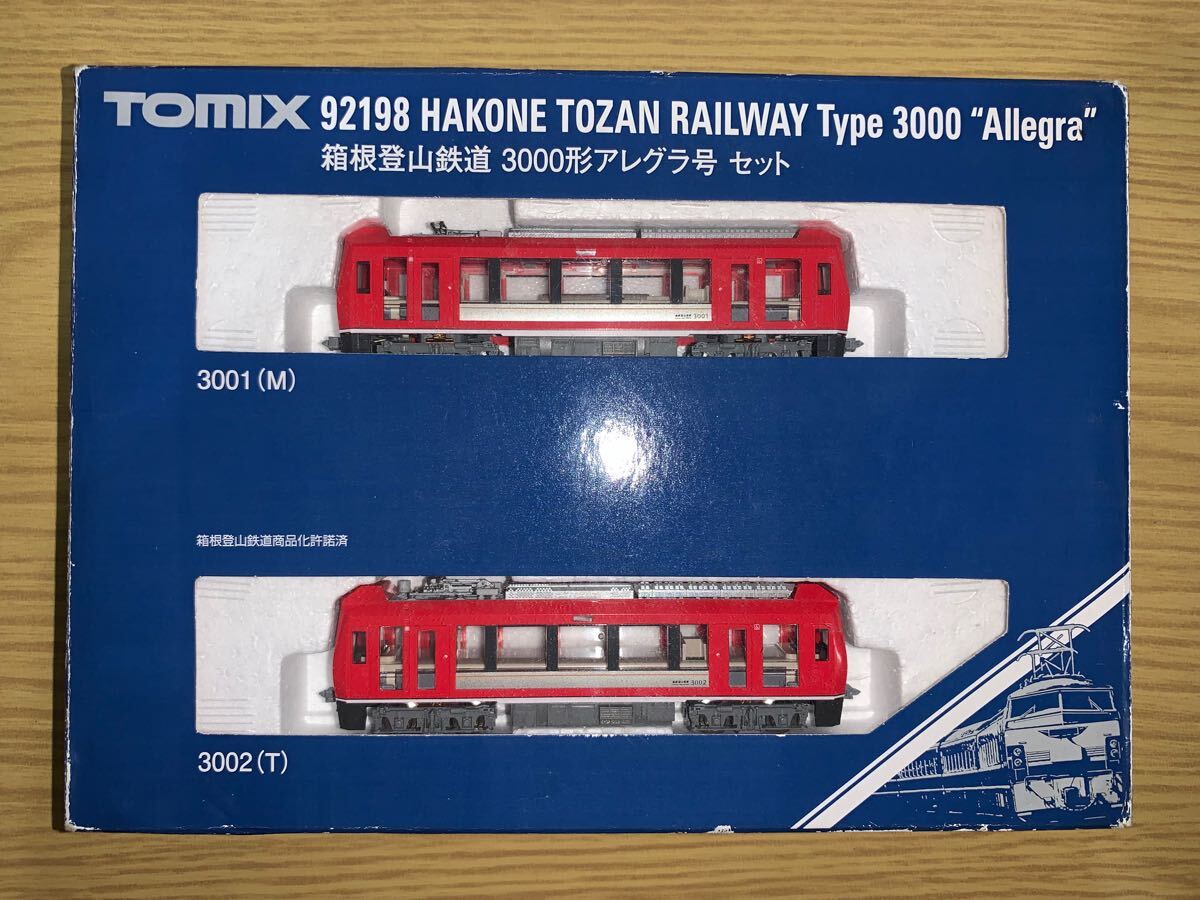 TOMIX 92198 HAKONE TOZAN RAILWAY Type 3000 “Allegra”
箱根登山鉄道 3000形アレグラ号 セット
3001
3001(M)
箱根登山鉄道商品化許諾済
3002
3002(T)